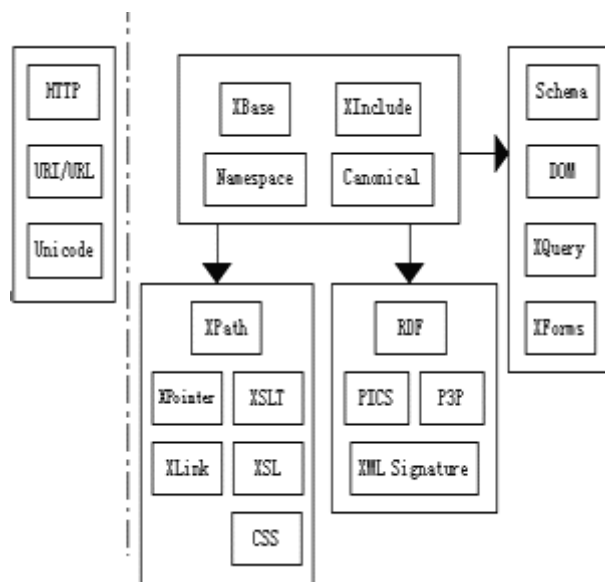 HTTP
URI/URL
Unicode
XBase
XInclude
Namespace
Canonical
Schema
DOM
XQuery
XForms
XPath
XPointer
XSLT
XLink
XSL
CSS
RDF
PICS
P3P
XML Signature